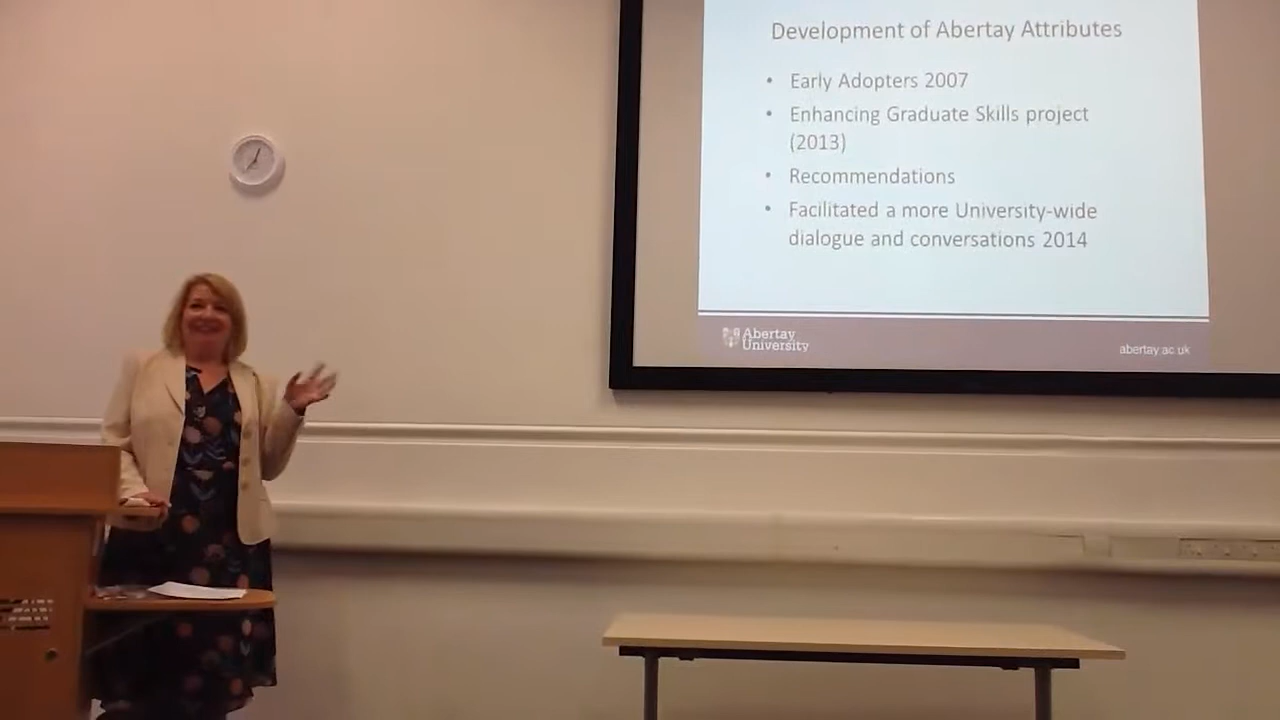 Development of Abertay Attributes
• Early Adopters 2007
• Enhancing Graduate Skills project
(2013)
• Recommendations
• Facilitated a more University-wide
dialogue and conversations 2014
Abertay
University
abertay.ac.uk